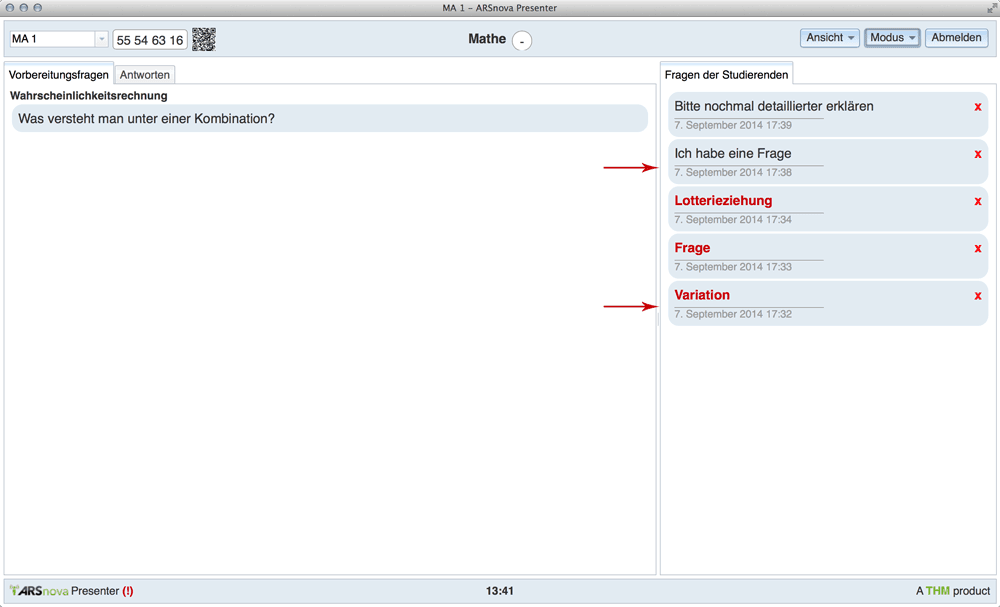 MA 1 – ARSnova Presenter
MA 1
55 54 63 16
Mathe -
Ansicht
Modus
Abmelden
Vorbereitungsfragen
Antworten
Wahrscheinlichkeitsrechnung
Was versteht man unter einer Kombination?
Fragen der Studierenden
Bitte nochmal detaillierter erklären x
7. September 2014 17:39
Ich habe eine Frage x
7. September 2014 17:38
Lotterieziehung x
7. September 2014 17:34
Frage x
7. September 2014 17:33
Variation x
7. September 2014 17:32
ARSnova Presenter (!)
13:41
A THM product